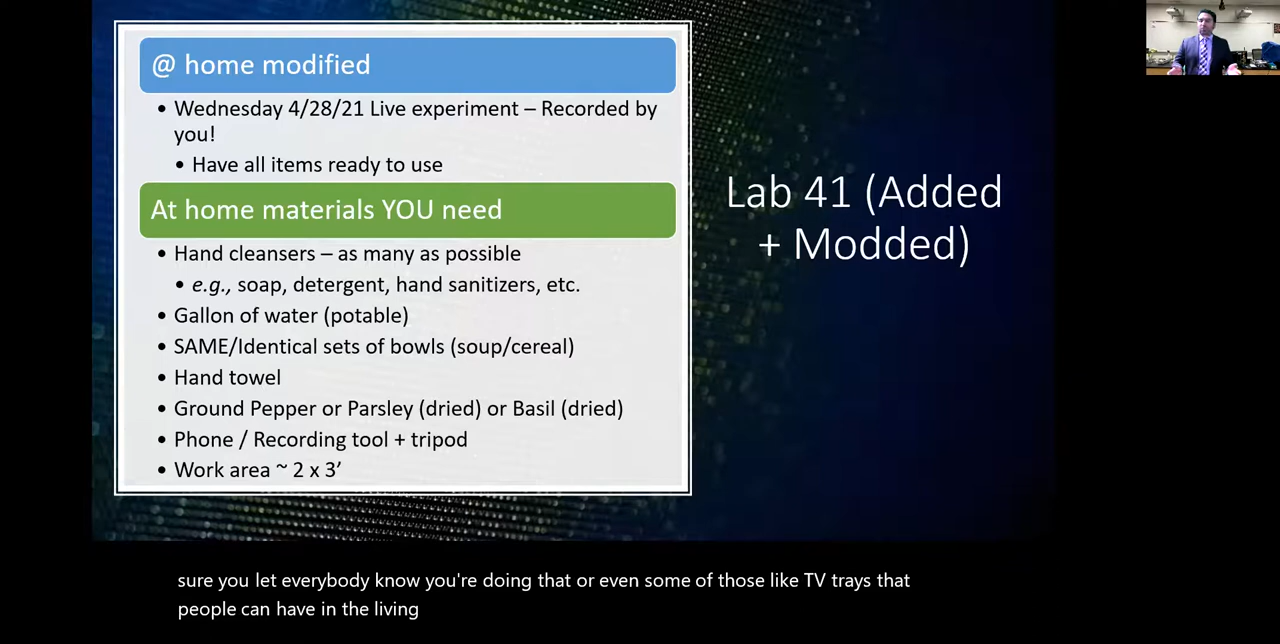 @ home modified
• Wednesday 4/28/21 Live experiment – Recorded by
you!
• Have all items ready to use
At home materials YOU need
• Hand cleansers – as many as possible
• e.g., soap, detergent, hand sanitizers, etc.
• Gallon of water (potable)
• SAME/Identical sets of bowls (soup/cereal)
• Hand towel
• Ground Pepper or Parsley (dried) or Basil (dried)
• Phone / Recording tool + tripod
• Work area ~ 2 x 3’
Lab 41 (Added
+ Modded)
sure you let everybody know you're doing that or even some of those like TV trays that
people can have in the living